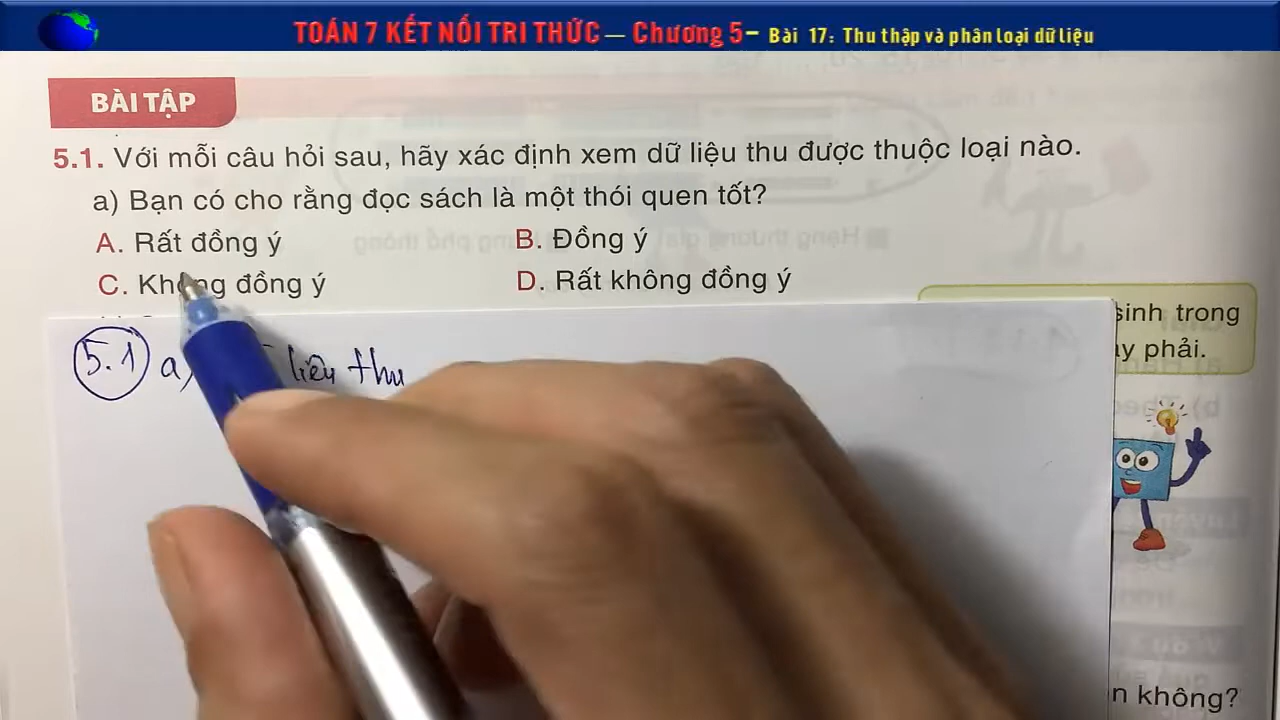 TOÁN 7 KẾT NỐI TRI THỨC — Chương 5 – Bài 17: Thu thập và phân loại dữ liệu
BÀI TẬP
5.1. Với mỗi câu hỏi sau, hãy xác định xem dữ liệu thu được thuộc loại nào.
a) Bạn có cho rằng đọc sách là một thói quen tốt?
A. Rất đồng ý B. Đồng ý
C. Không đồng ý D. Rất không đồng ý
sinh trong
phải.
5.1 a) liệu thu
không?